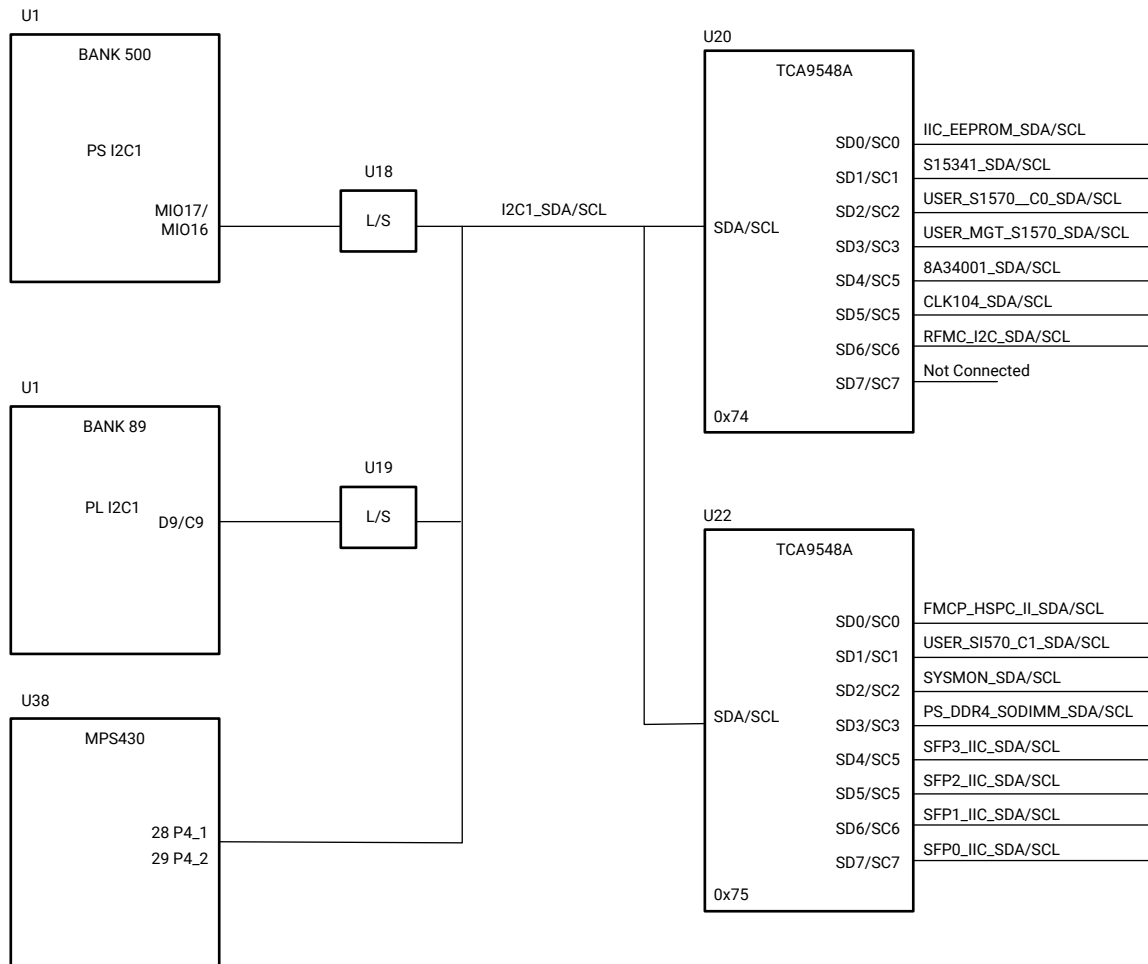 U1
BANK 500
PS I2C1
MIO17/
MIO16
U18
L/S
I2C1_SDA/SCL
U20
TCA9548A
SDA/SCL
SD0/SC0
IIC_EEPROM_SDA/SCL
SD1/SC1
S15341_SDA/SCL
SD2/SC2
USER_S1570__C0_SDA/SCL
SD3/SC3
USER_MGT_S1570_SDA/SCL
SD4/SC5
8A34001_SDA/SCL
SD5/SC5
CLK104_SDA/SCL
SD6/SC6
RFMC_I2C_SDA/SCL
SD7/SC7
Not Connected
0x74
U1
BANK 89
PL I2C1
D9/C9
U19
L/S
U38
MPS430
28 P4_1
29 P4_2
U22
TCA9548A
SDA/SCL
SD0/SC0
FMCP_HSPC_II_SDA/SCL
SD1/SC1
USER_SI570_C1_SDA/SCL
SD2/SC2
SYSMON_SDA/SCL
SD3/SC3
PS_DDR4_SODIMM_SDA/SCL
SD4/SC5
SFP3_IIC_SDA/SCL
SD5/SC5
SFP2_IIC_SDA/SCL
SD6/SC6
SFP1_IIC_SDA/SCL
SD7/SC7
SFP0_IIC_SDA/SCL
0x75